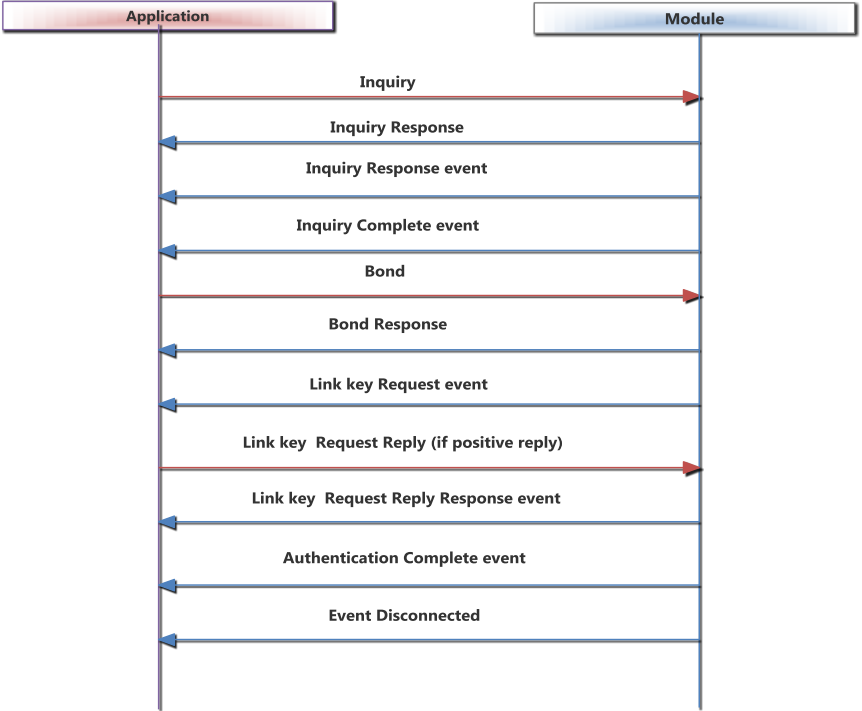 Application
Module
Inquiry
Inquiry Response
Inquiry Response event
Inquiry Complete event
Bond
Bond Response
Link key Request event
Link key  Request Reply (if positive reply)
Link key  Request Reply Response event
Authentication Complete event
Event Disconnected